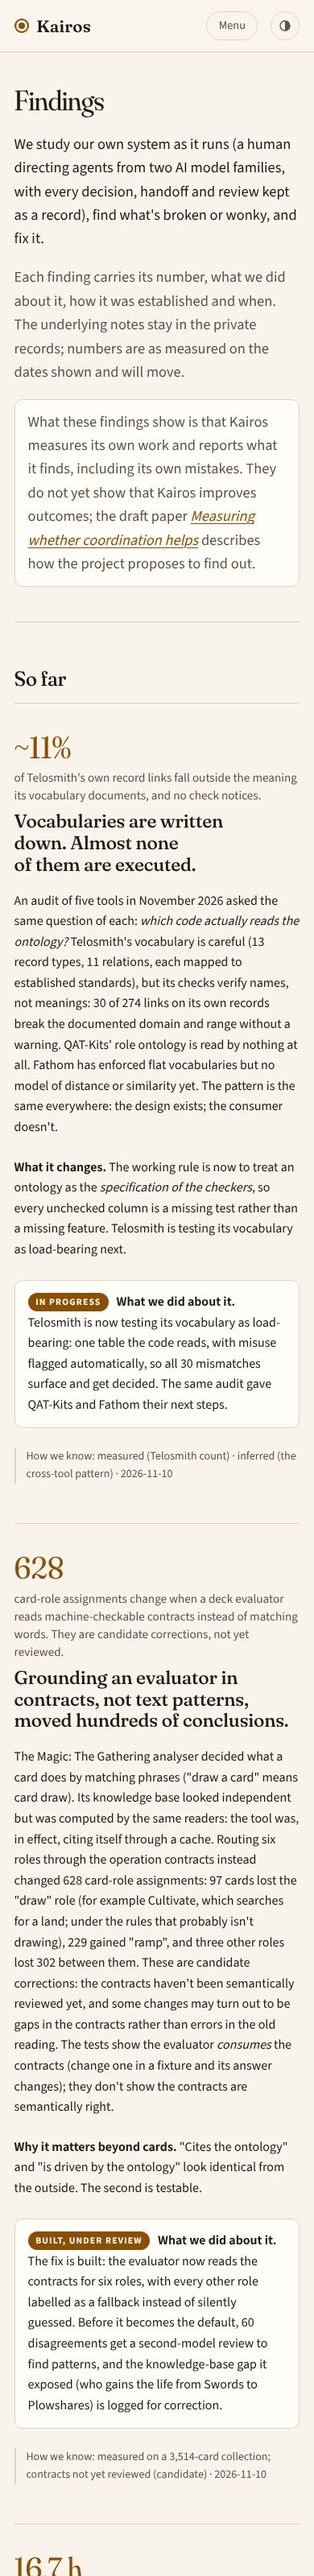 Kairos
Menu
Findings
We study our own system as it runs (a human
directing agents from two AI model families,
with every decision, handoff and review kept
as a record), find what's broken or wonky, and
fix it.
Each finding carries its number, what we did
about it, how it was established and when.
The underlying notes stay in the private
records; numbers are as measured on the
dates shown and will move.
What these findings show is that Kairos
measures its own work and reports what
it finds, including its own mistakes. They
do not yet show that Kairos improves
outcomes; the draft paper Measuring
whether coordination helps describes
how the project proposes to find out.
So far
~11%
of Telosmith's own record links fall outside the meaning
its vocabulary documents, and no check notices.
Vocabularies are written
down. Almost none
of them are executed.
An audit of five tools in November 2026 asked the
same question of each: which code actually reads the
ontology? Telosmith's vocabulary is careful (13
record types, 11 relations, each mapped to
established standards), but its checks verify names,
not meanings: 30 of 274 links on its own records
break the documented domain and range without a
warning. QAT-Kits' role ontology is read by nothing at
all. Fathom has enforced flat vocabularies but no
model of distance or similarity yet. The pattern is the
same everywhere: the design exists; the consumer
doesn't.
What it changes. The working rule is now to treat an
ontology as the specification of the checkers, so
every unchecked column is a missing test rather than
a missing feature. Telosmith is testing its vocabulary
as load-bearing next.
IN PROGRESS What we did about it.
Telosmith is now testing its vocabulary as load-
bearing: one table the code reads, with misuse
flagged automatically, so all 30 mismatches
surface and get decided. The same audit gave
QAT-Kits and Fathom their next steps.
How we know: measured (Telosmith count) · inferred (the
cross-tool pattern) · 2026-11-10
628
card-role assignments change when a deck evaluator
reads machine-checkable contracts instead of matching
words. They are candidate corrections, not yet
reviewed.
Grounding an evaluator in
contracts, not text patterns,
moved hundreds of conclusions.
The Magic: The Gathering analyser decided what a
card does by matching phrases ("draw a card" means
card draw). Its knowledge base looked independent
but was computed by the same readers: the tool was,
in effect, citing itself through a cache. Routing six
roles through the operation contracts instead
changed 628 card-role assignments: 97 cards lost the
"draw" role (for example Cultivate, which searches
for a land; under the rules that probably isn't
drawing), 229 gained "ramp", and three other roles
lost 302 between them. These are candidate
corrections: the contracts haven't been semantically
reviewed yet, and some changes may turn out to be
gaps in the contracts rather than errors in the old
reading. The tests show the evaluator consumes the
contracts (change one in a fixture and its answer
changes); they don't show the contracts are
semantically right.
Why it matters beyond cards. "Cites the ontology"
and "is driven by the ontology" look identical from
the outside. The second is testable.
BUILT, UNDER REVIEW What we did about it.
The fix is built: the evaluator now reads the
contracts for six roles, with every other role
labelled as a fallback instead of silently
guessed. Before it becomes the default, 60
disagreements get a second-model review to
find patterns, and the knowledge-base gap it
exposed (who gains the life from Swords to
Plowshares) is logged for correction.
How we know: measured on a 3,514-card collection;
contracts not yet reviewed (candidate) · 2026-11-10
16.7 h